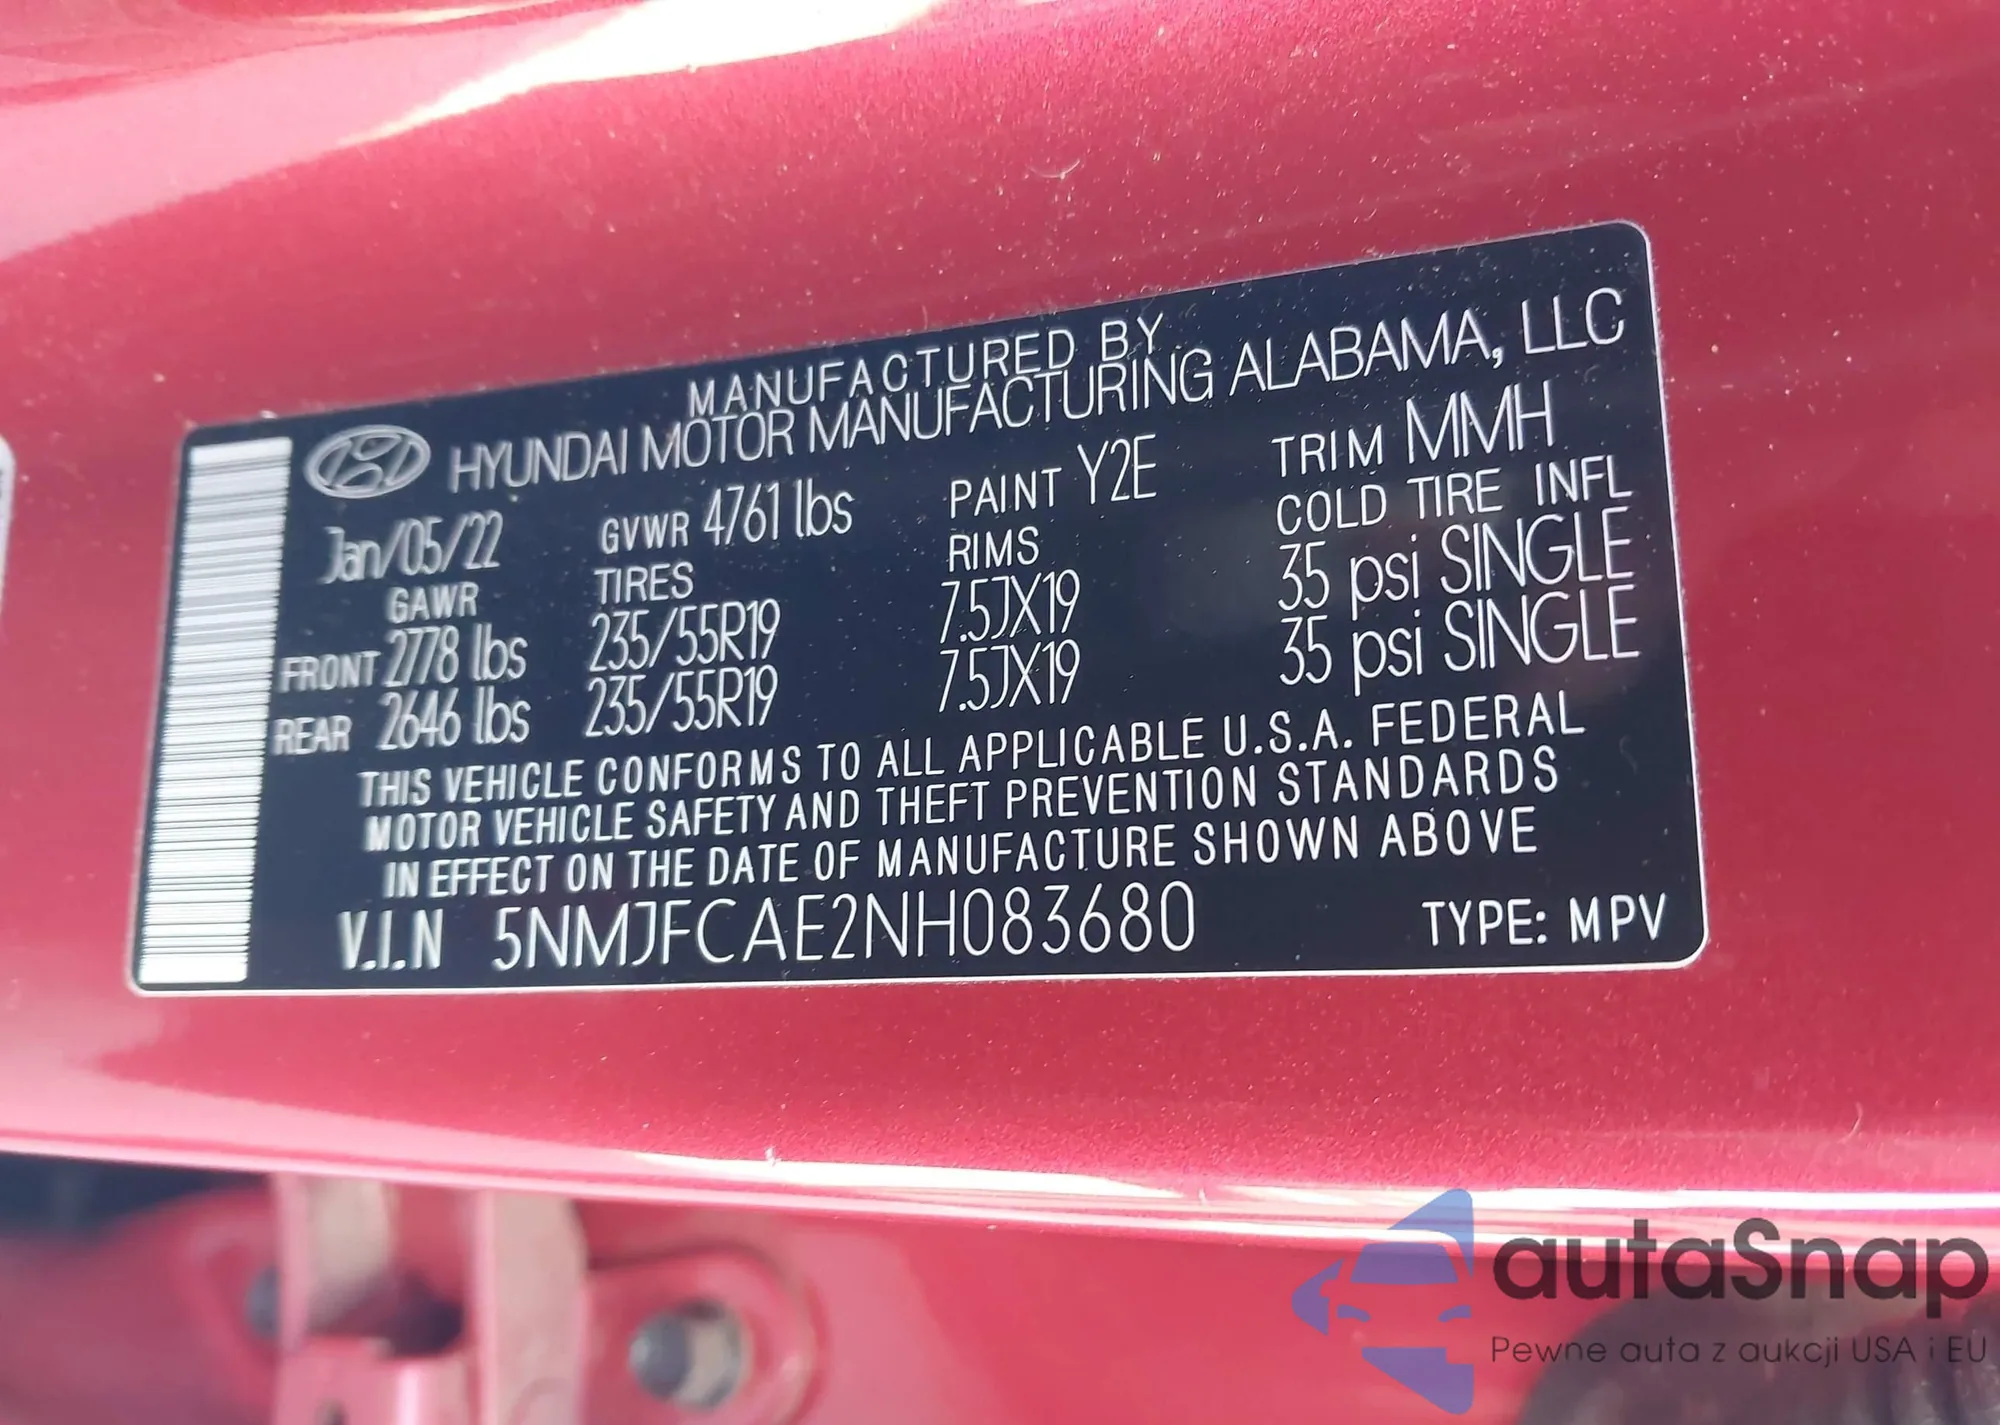 MANUFACTURED BY
HYUNDAI MOTOR MANUFACTURING ALABAMA, LLC
Jan/05/22 GVWR 4761 lbs PAINT Y2E TRIM MMH
GAWR TIRES RIMS COLD TIRE INFL
FRONT 2778 lbs 235/55R19 7.5JX19 35 psi SINGLE
REAR 2646 lbs 235/55R19 7.5JX19 35 psi SINGLE
THIS VEHICLE CONFORMS TO ALL APPLICABLE U.S.A. FEDERAL
MOTOR VEHICLE SAFETY AND THEFT PREVENTION STANDARDS
IN EFFECT ON THE DATE OF MANUFACTURE SHOWN ABOVE
V.I.N 5NMJFCAE2NH083680 TYPE: MPV
autaSnap
Pewne auta z aukcji USA i EU